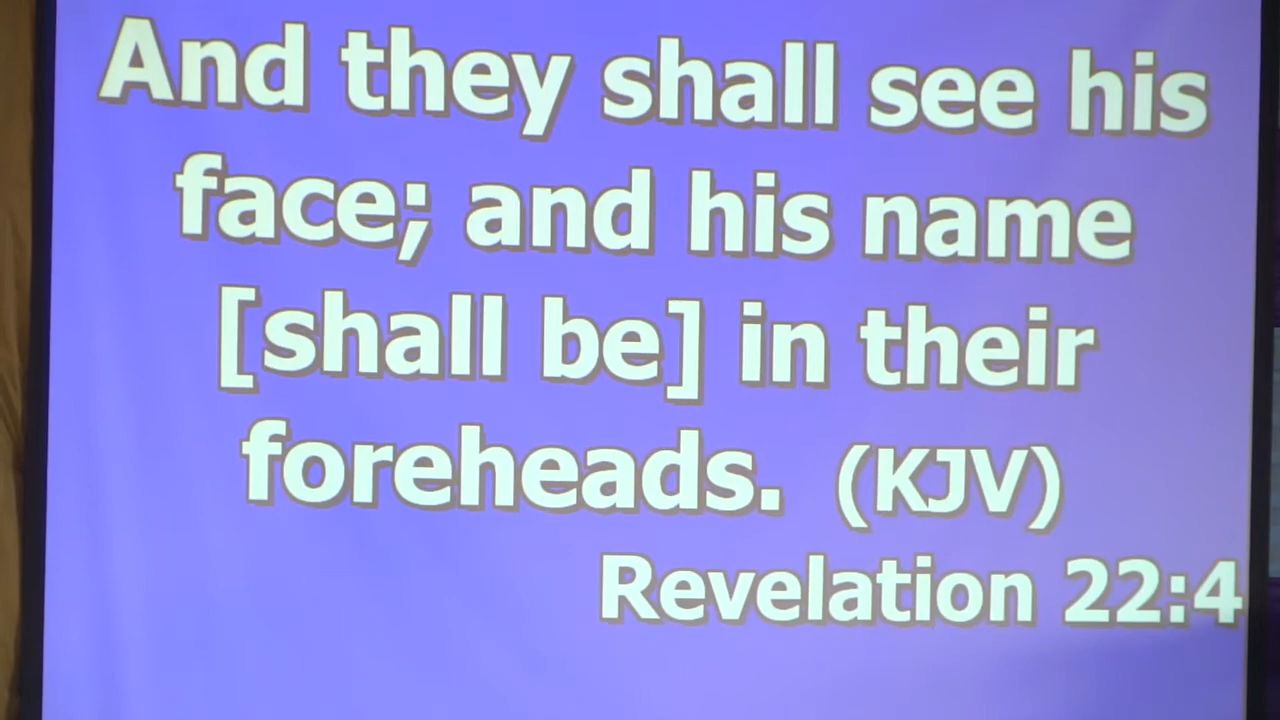 And they shall see his
face; and his name
[shall be] in their
foreheads. (KJV)
Revelation 22:4